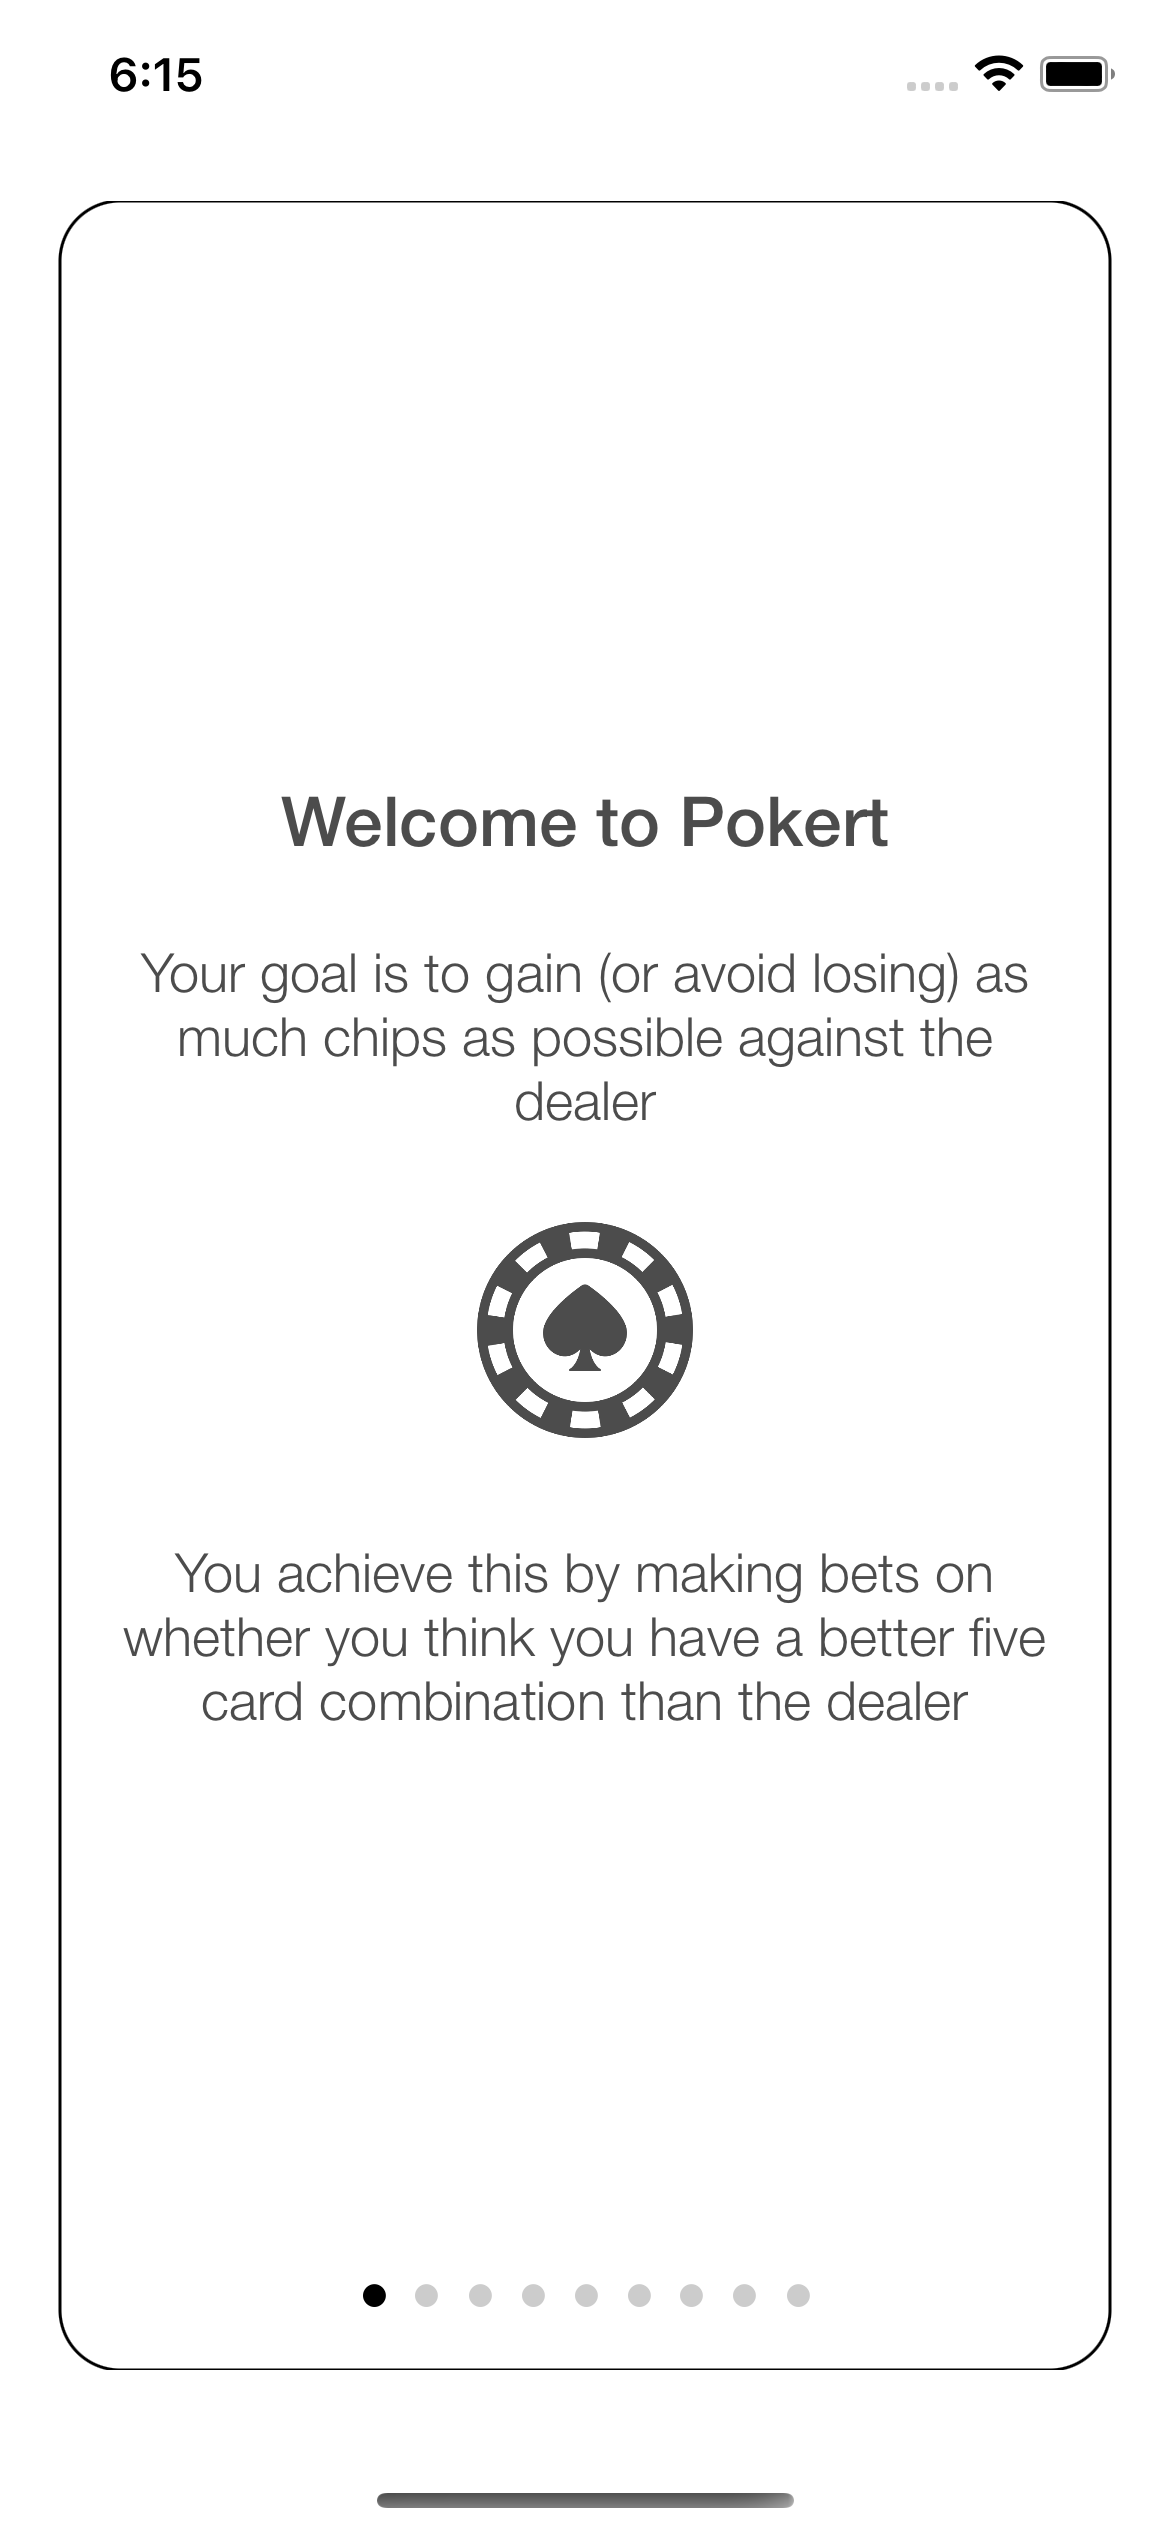 6:15
Welcome to Pokert
Your goal is to gain (or avoid losing) as
much chips as possible against the
dealer
You achieve this by making bets on
whether you think you have a better five
card combination than the dealer